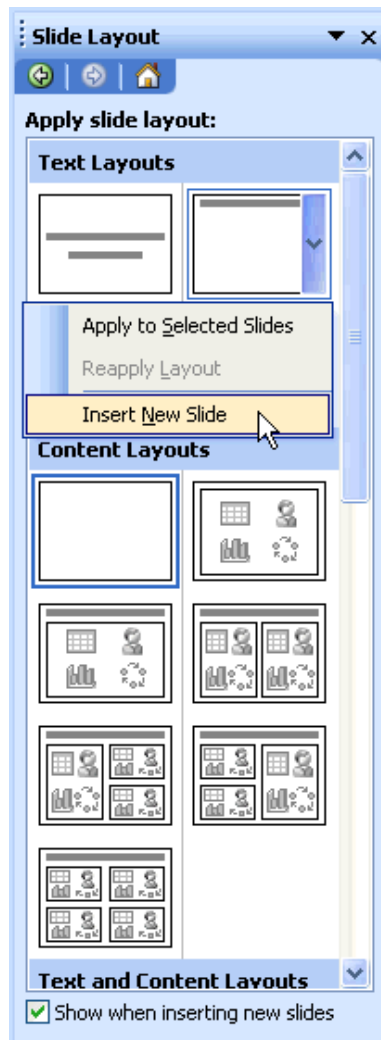 Slide Layout
Apply slide layout:
Text Layouts
Apply to Selected Slides
Reapply Layout
Insert New Slide
Content Layouts
Text and Content Layouts
Show when inserting new slides